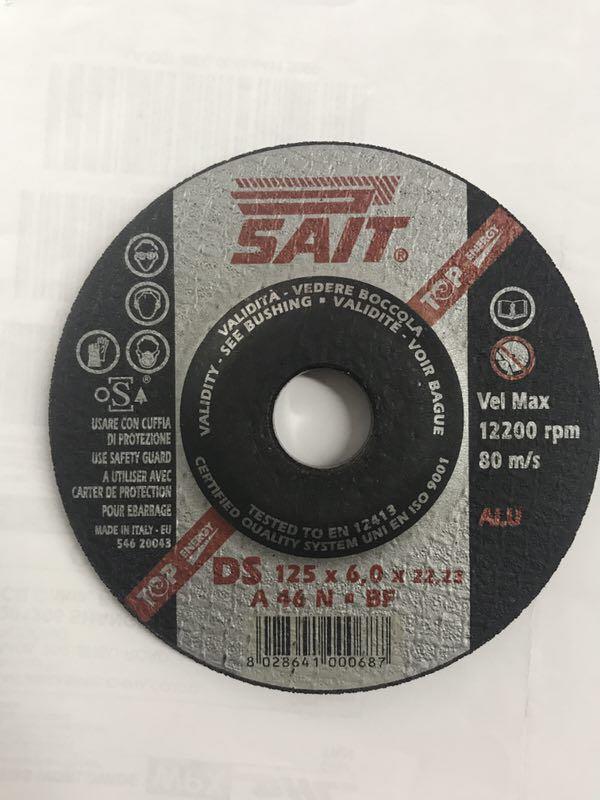 SAIT®
TOP ENERGY
VALIDITÀ - VEDERE BOCCOLA
VALIDITY - SEE BUSHING • VALIDITÉ - VOIR BAGUE
TESTED TO EN 12413
CERTIFIED QUALITY SYSTEM UNI EN ISO 9001
oSa®
USARE CON CUFFIA
DI PROTEZIONE
USE SAFETY GUARD
A UTILISER AVEC
CARTER DE PROTECTION
POUR EBARBAGE
MADE IN ITALY - EU
546 20043
Vel Max
12200 rpm
80 m/s
ALU
TOP ENERGY
DS 125 x 6,0 x 22,23
A 46 N ▪ BF
8 028641 000687